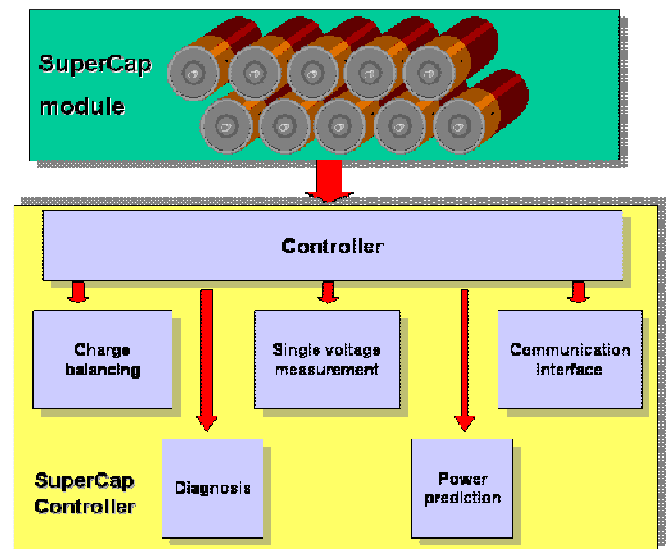 SuperCap
module
Controller
Charge
balancing
Single voltage
measurement
Communication
interface
Diagnosis
Power
prediction
SuperCap
Controller